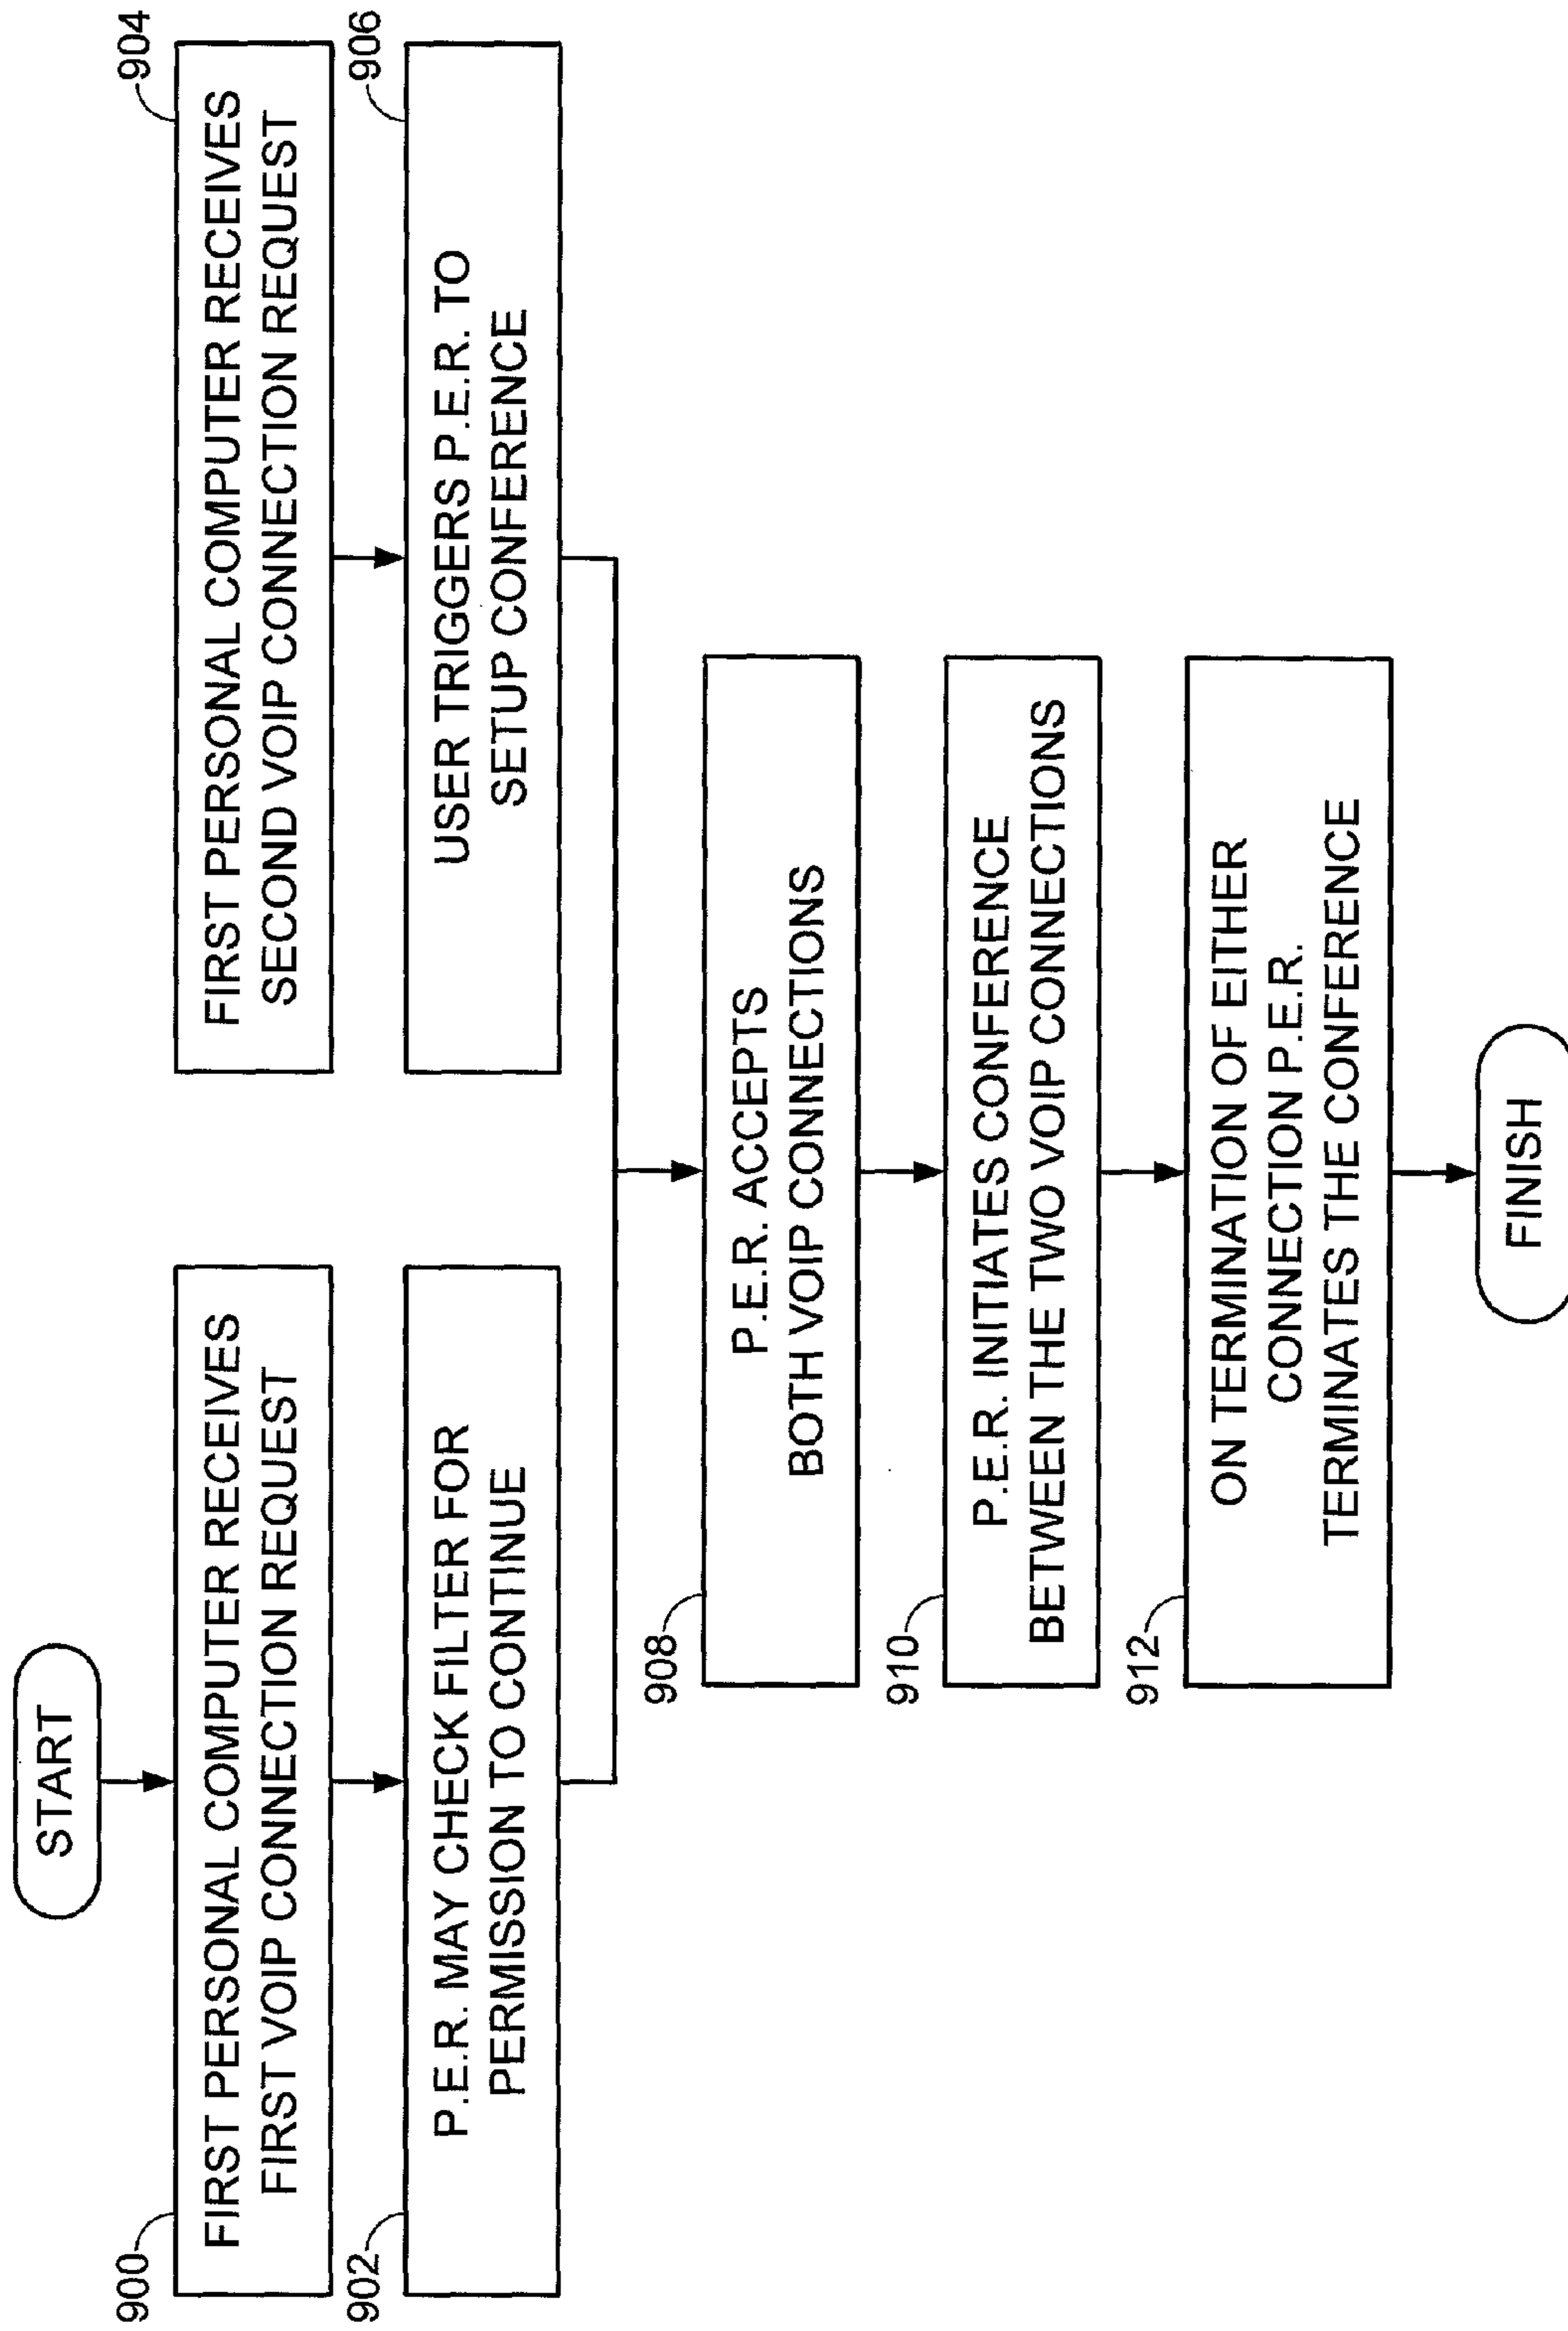 START
900
FIRST PERSONAL COMPUTER RECEIVES
FIRST VOIP CONNECTION REQUEST
902
P.E.R. MAY CHECK FILTER FOR
PERMISSION TO CONTINUE
904
FIRST PERSONAL COMPUTER RECEIVES
SECOND VOIP CONNECTION REQUEST
906
USER TRIGGERS P.E.R. TO
SETUP CONFERENCE
908
P.E.R. ACCEPTS
BOTH VOIP CONNECTIONS
910
P.E.R. INITIATES CONFERENCE
BETWEEN THE TWO VOIP CONNECTIONS
912
ON TERMINATION OF EITHER
CONNECTION P.E.R.
TERMINATES THE CONFERENCE
FINISH